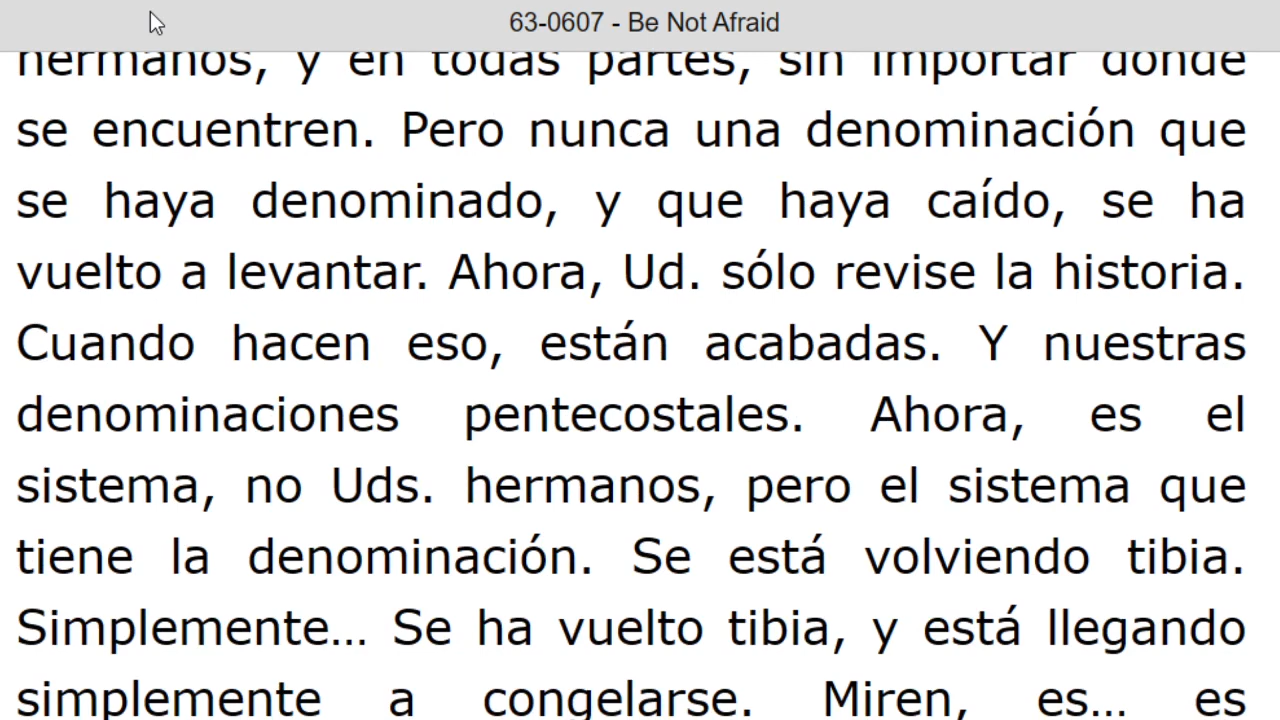 63-0607 - Be Not Afraid
hermanos, y en todas partes, sin importar donde
se encuentren. Pero nunca una denominación que
se haya denominado, y que haya caído, se ha
vuelto a levantar. Ahora, Ud. sólo revise la historia.
Cuando hacen eso, están acabadas. Y nuestras
denominaciones pentecostales. Ahora, es el
sistema, no Uds. hermanos, pero el sistema que
tiene la denominación. Se está volviendo tibia.
Simplemente… Se ha vuelto tibia, y está llegando
simplemente a congelarse. Miren, es… es